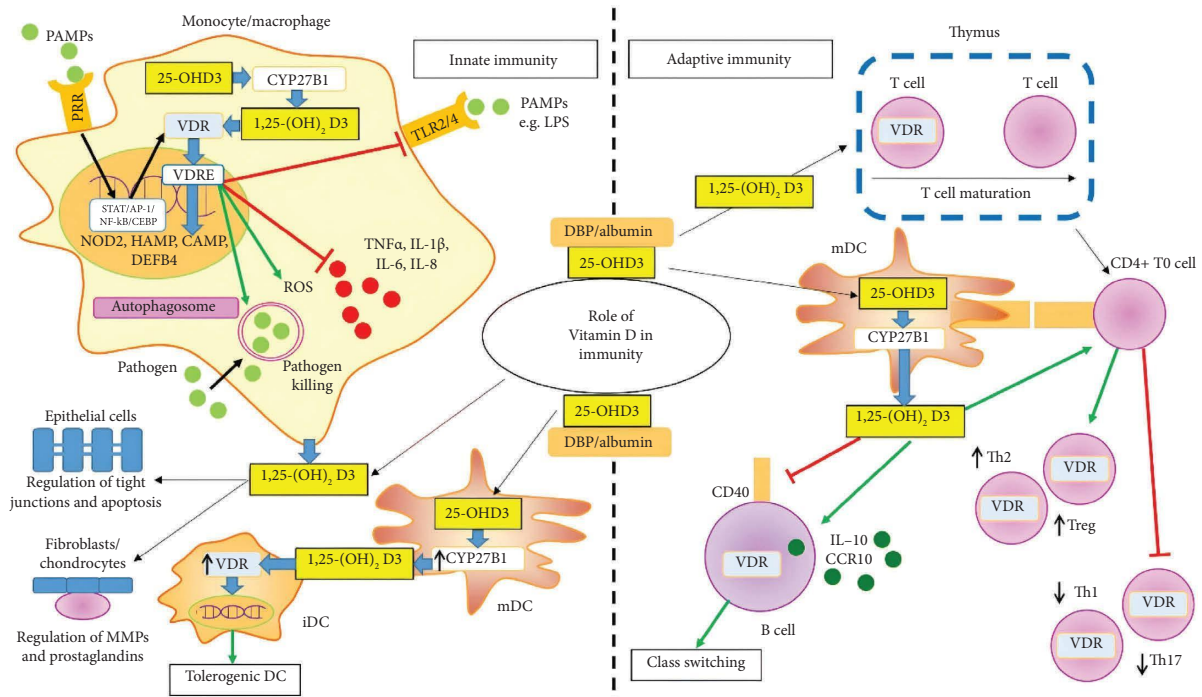 Monocyte/macrophage
PAMPs
PRR
25-OHD3
CYP27B1
1,25-(OH)₂ D3
VDR
VDRE
STAT/AP-1/
NF-kB/CEBP
NOD2, HAMP, CAMP,
DEFB4
TLR2/4
PAMPs
e.g. LPS
TNFα, IL-1β,
IL-6, IL-8
ROS
Autophagosome
Pathogen
Pathogen
killing
Innate immunity
Adaptive immunity
Epithelial cells
Regulation of tight
junctions and apoptosis
1,25-(OH)₂ D3
Fibroblasts/
chondrocytes
Regulation of MMPs
and prostaglandins
25-OHD3
CYP27B1
mDC
1,25-(OH)₂ D3
VDR
iDC
Tolerogenic DC
DBP/albumin
25-OHD3
Role of
Vitamin D in
immunity
25-OHD3
DBP/albumin
1,25-(OH)₂ D3
Thymus
T cell
T cell
VDR
T cell maturation
mDC
25-OHD3
CYP27B1
CD4+ T0 cell
1,25-(OH)₂ D3
CD40
VDR
IL–10
CCR10
B cell
Class switching
Th2
VDR
VDR
Treg
Th1
VDR
VDR
Th17